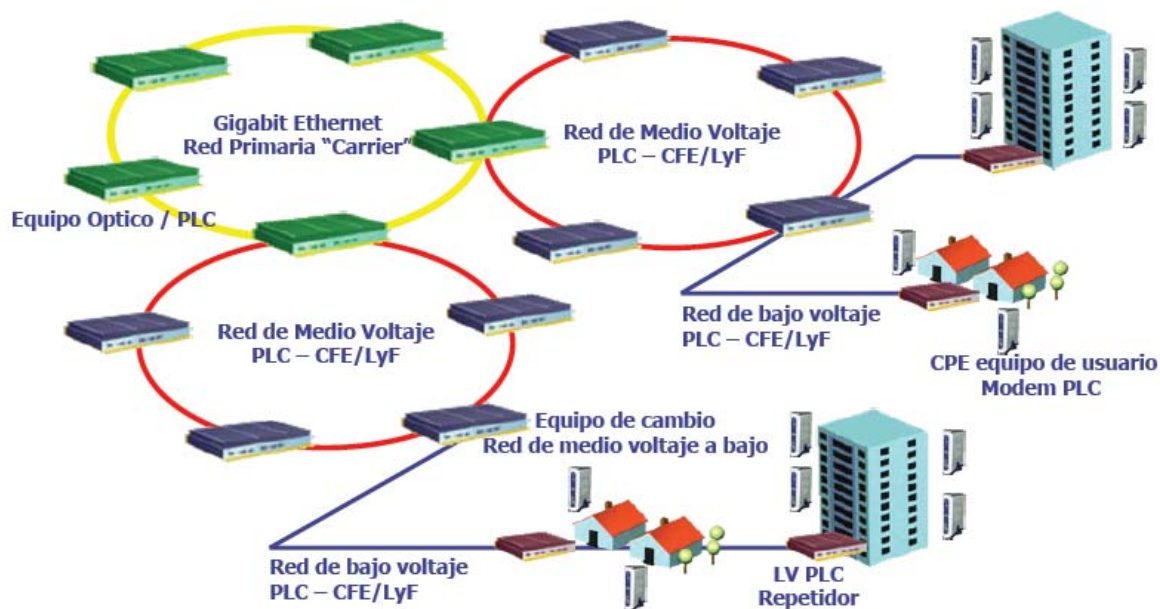 Gigabit Ethernet
Red Primaria “Carrier”
Red de Medio Voltaje
PLC – CFE/LyF
Equipo Optico / PLC
Red de Medio Voltaje
PLC – CFE/LyF
Red de bajo voltaje
PLC – CFE/LyF
CPE equipo de usuario
Modem PLC
Equipo de cambio
Red de medio voltaje a bajo
Red de bajo voltaje
PLC – CFE/LyF
LV PLC
Repetidor